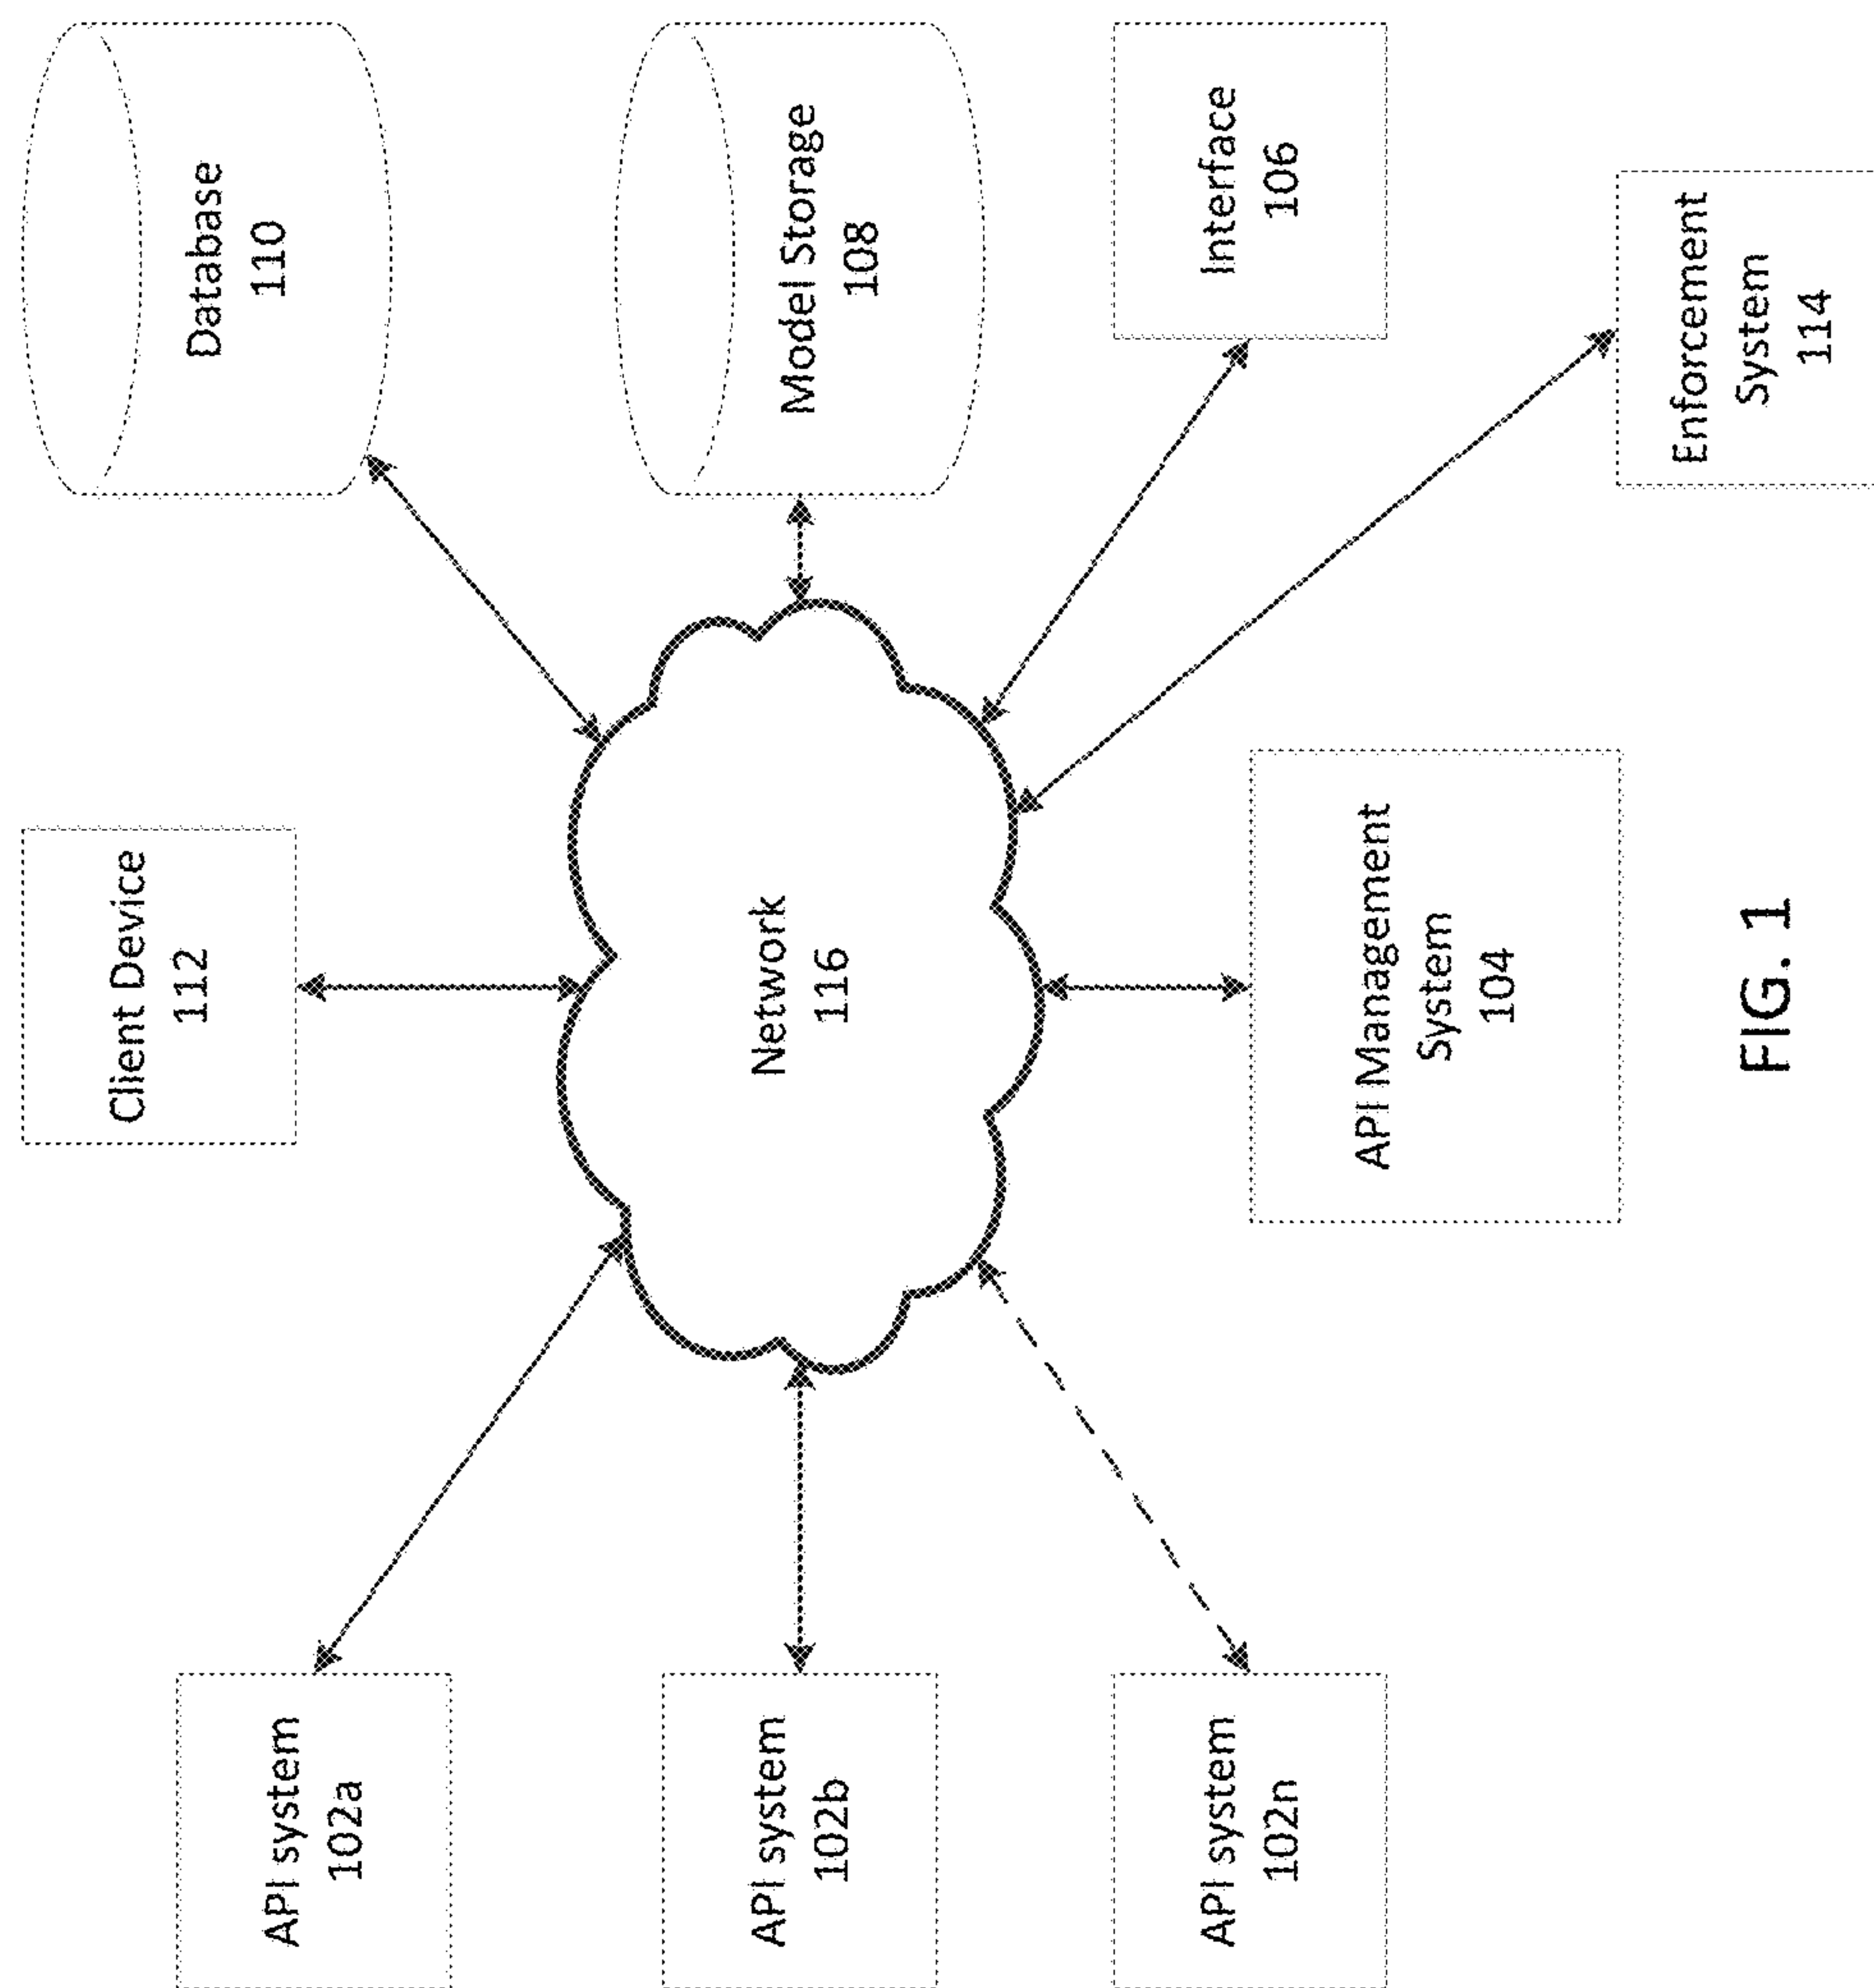 Client Device
112
Database
110
API system
102a
Network
116
Model Storage
108
API system
102b
Interface
106
API system
102n
API Management
System
104
Enforcement
System
114
FIG. 1